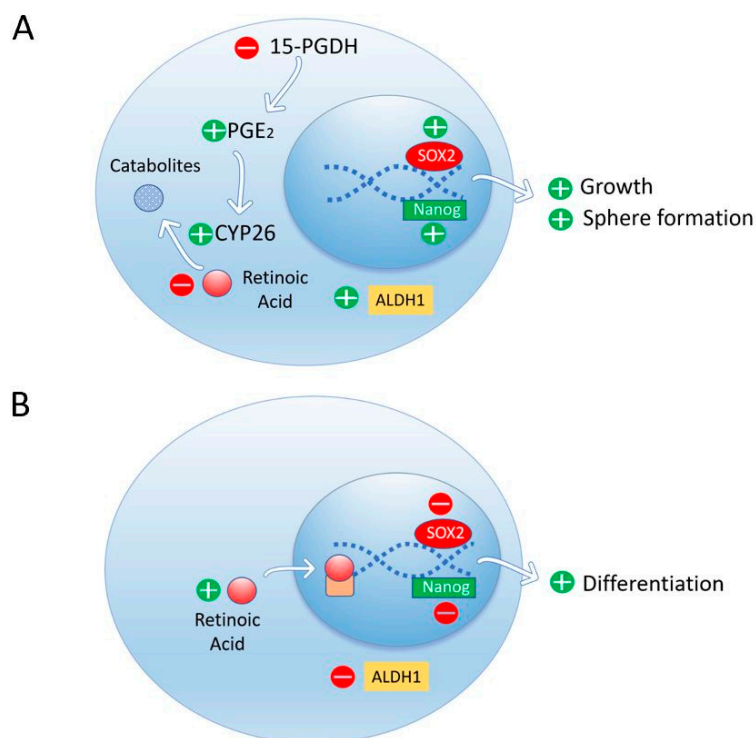 A
15-PGDH
PGE₂
Catabolites
CYP26
Retinoic
Acid
ALDH1
SOX2
Nanog
Growth
Sphere formation
B
Retinoic
Acid
ALDH1
SOX2
Nanog
Differentiation